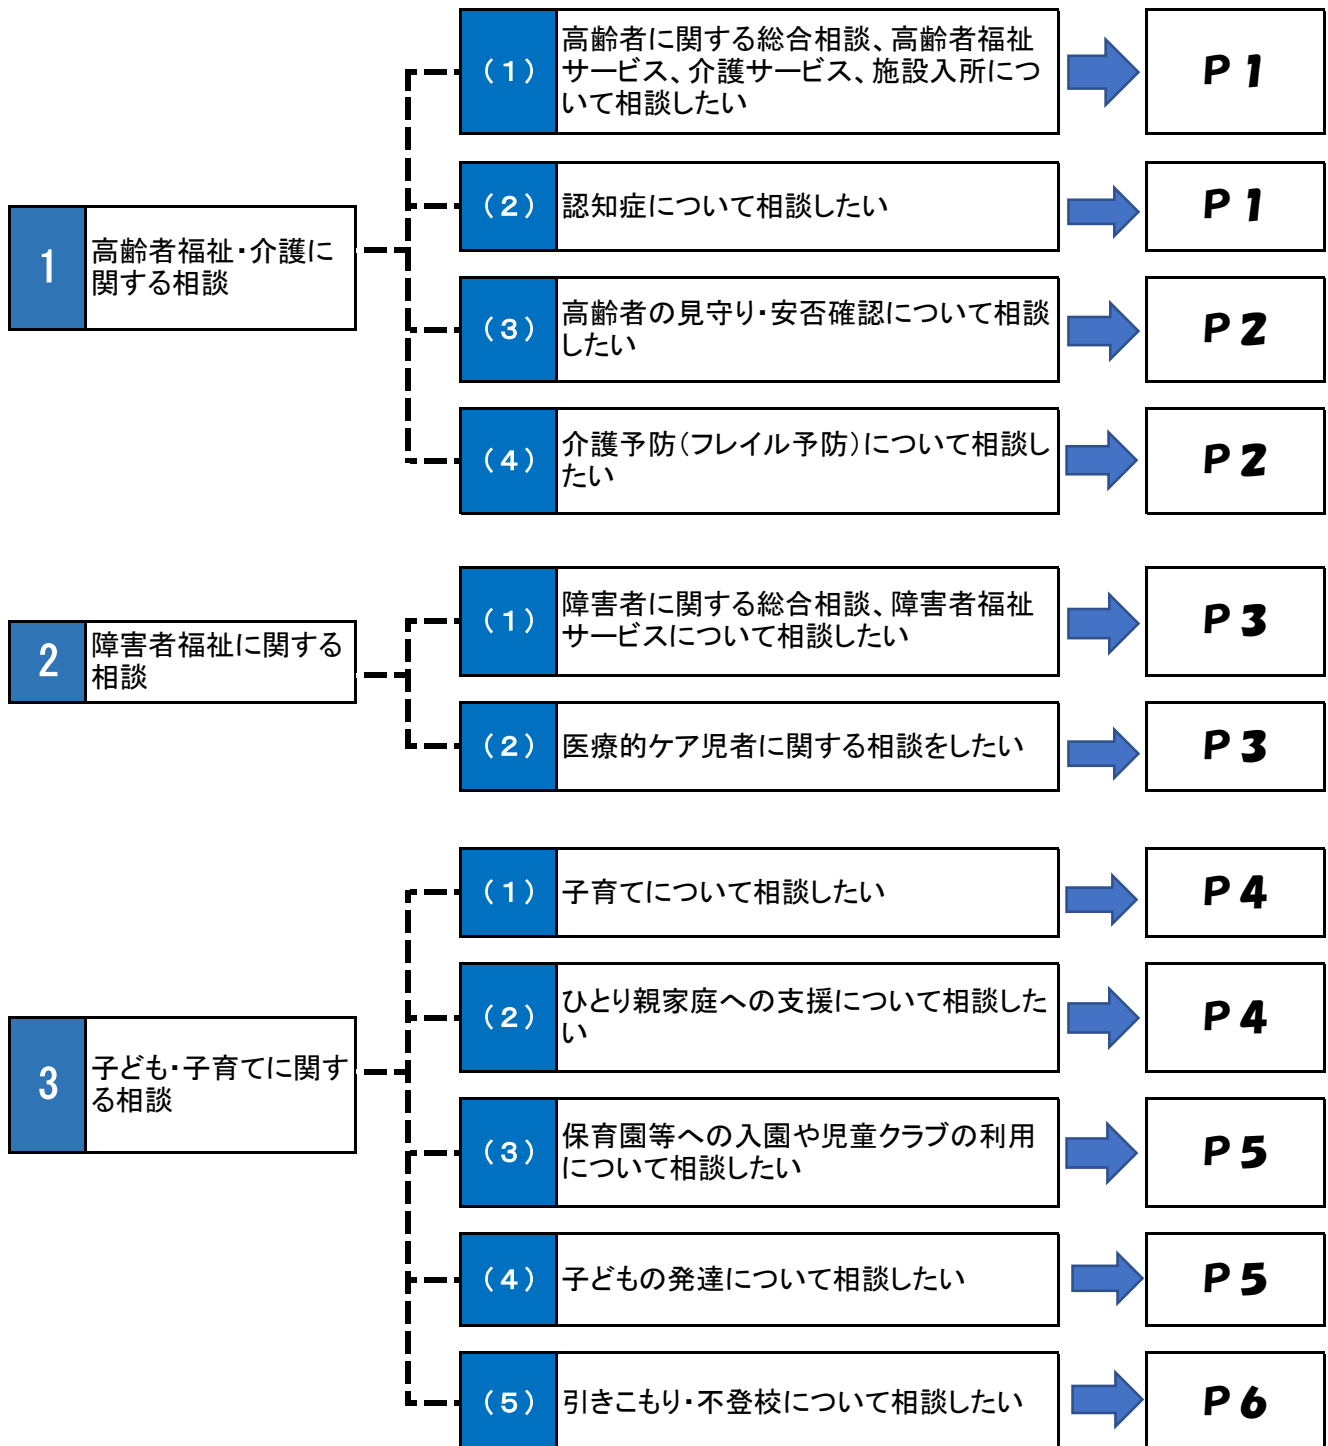 1
高齢者福祉・介護に
関する相談
（１）
高齢者に関する総合相談、高齢者福祉
サービス、介護サービス、施設入所につ
いて相談したい
P 1
（２）
認知症について相談したい
P 1
（３）
高齢者の見守り・安否確認について相談
したい
P 2
（４）
介護予防（フレイル予防）について相談し
たい
P 2
2
障害者福祉に関する
相談
（１）
障害者に関する総合相談、障害者福祉
サービスについて相談したい
P 3
（２）
医療的ケア児者に関する相談をしたい
P 3
3
子ども・子育てに関す
る相談
（１）
子育てについて相談したい
P 4
（２）
ひとり親家庭への支援について相談した
い
P 4
（３）
保育園等への入園や児童クラブの利用
について相談したい
P 5
（４）
子どもの発達について相談したい
P 5
（５）
引きこもり・不登校について相談したい
P 6